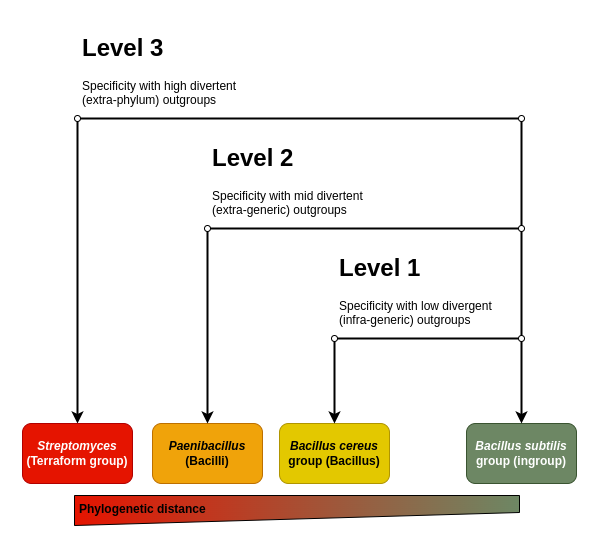 Level 3
Specificity with high divertent
(extra-phylum) outgroups
Level 2
Specificity with mid divertent
(extra-generic) outgroups
Level 1
Specificity with low divergent
(infra-generic) outgroups
Streptomyces
(Terraform group)
Paenibacillus
(Bacilli)
Bacillus cereus
group (Bacillus)
Bacillus subtilis
group (ingroup)
Phylogenetic distance